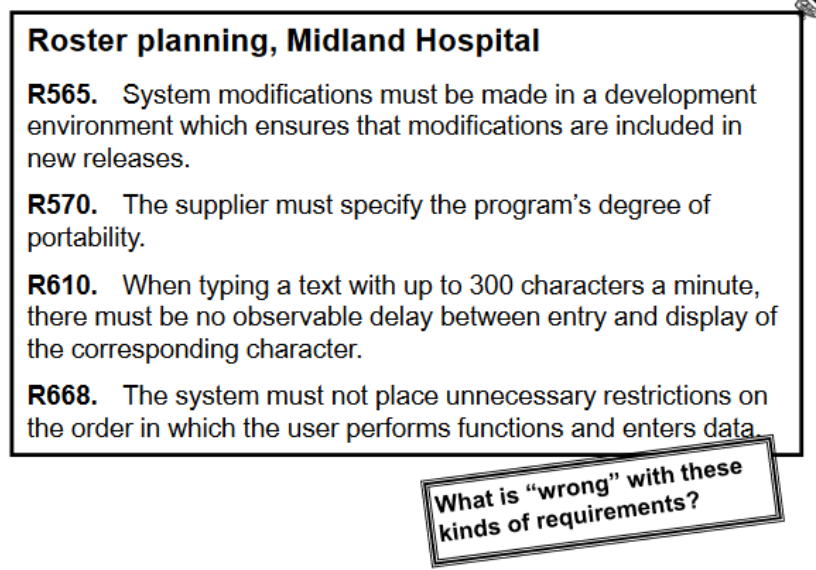 Roster planning, Midland Hospital
R565. System modifications must be made in a development
environment which ensures that modifications are included in
new releases.
R570. The supplier must specify the program’s degree of
portability.
R610. When typing a text with up to 300 characters a minute,
there must be no observable delay between entry and display of
the corresponding character.
R668. The system must not place unnecessary restrictions on
the order in which the user performs functions and enters data.
What is “wrong” with these
kinds of requirements?